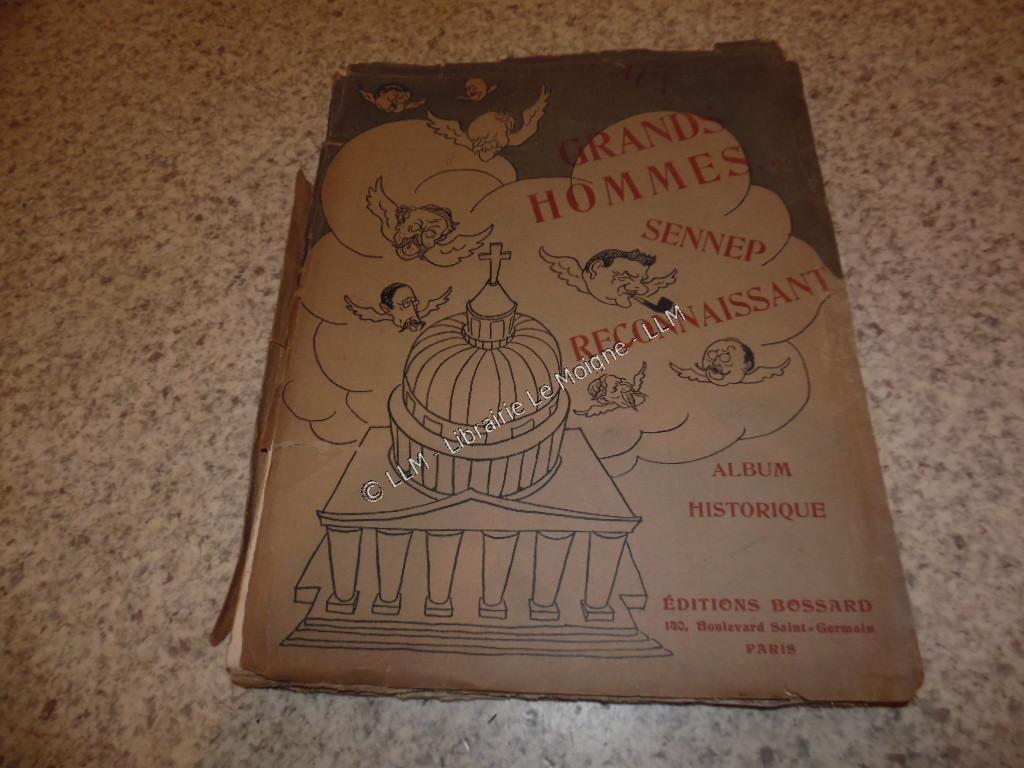 GRANDS
HOMMES
SENNEP
RECONNAISSANT
© LLM - Librairie Le Moigne - LLM
ALBUM
HISTORIQUE
ÉDITIONS BOSSARD
140, Boulevard Saint-Germain
PARIS